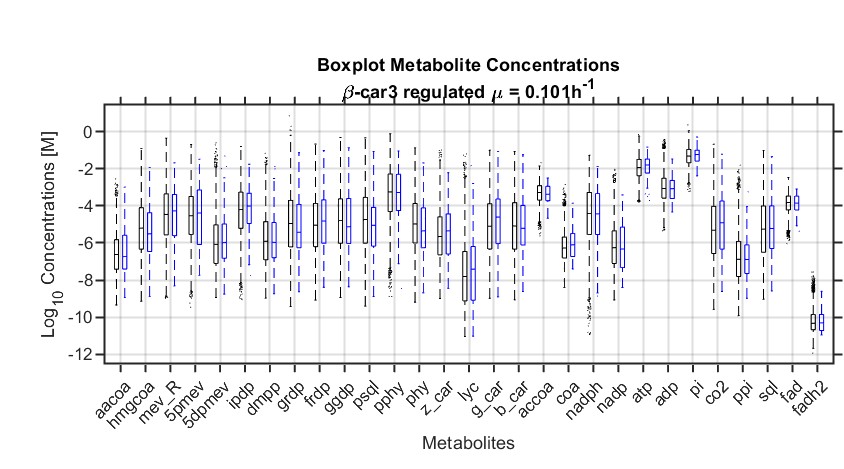 Boxplot Metabolite Concentrations
β-car3 regulated μ = 0.101h⁻¹
Log₁₀ Concentrations [M]
0
-2
-4
-6
-8
-10
-12
aacoa
hmgcoa
mev_R
5pmev
5dpmev
ipdp
dmpp
grdp
frdp
ggdp
psql
pphy
phy
z_car
lyc
g_car
b_car
accoa
coa
nadph
nadp
atp
adp
pi
co2
ppi
sql
fad
fadh2
Metabolites